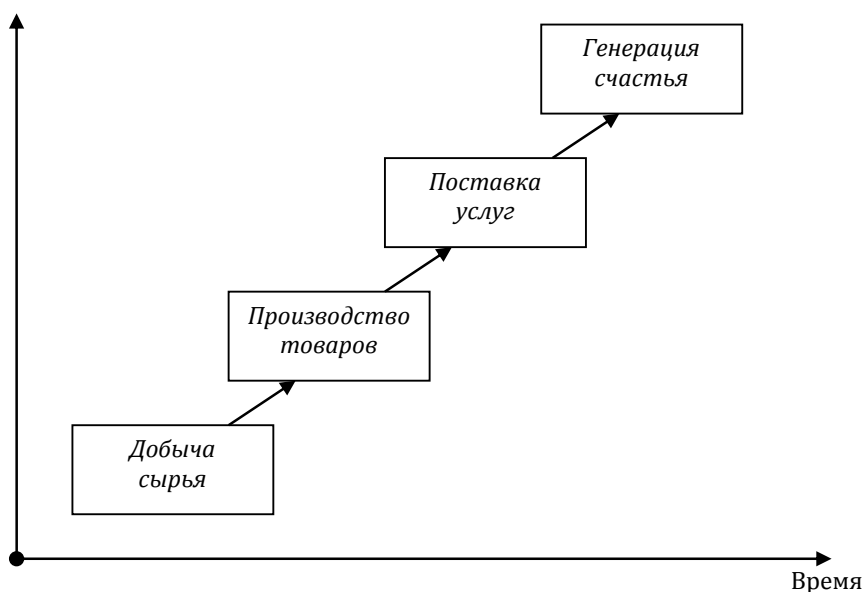 Генерация
счастья
Поставка
услуг
Производство
товаров
Добыча
сырья
Время